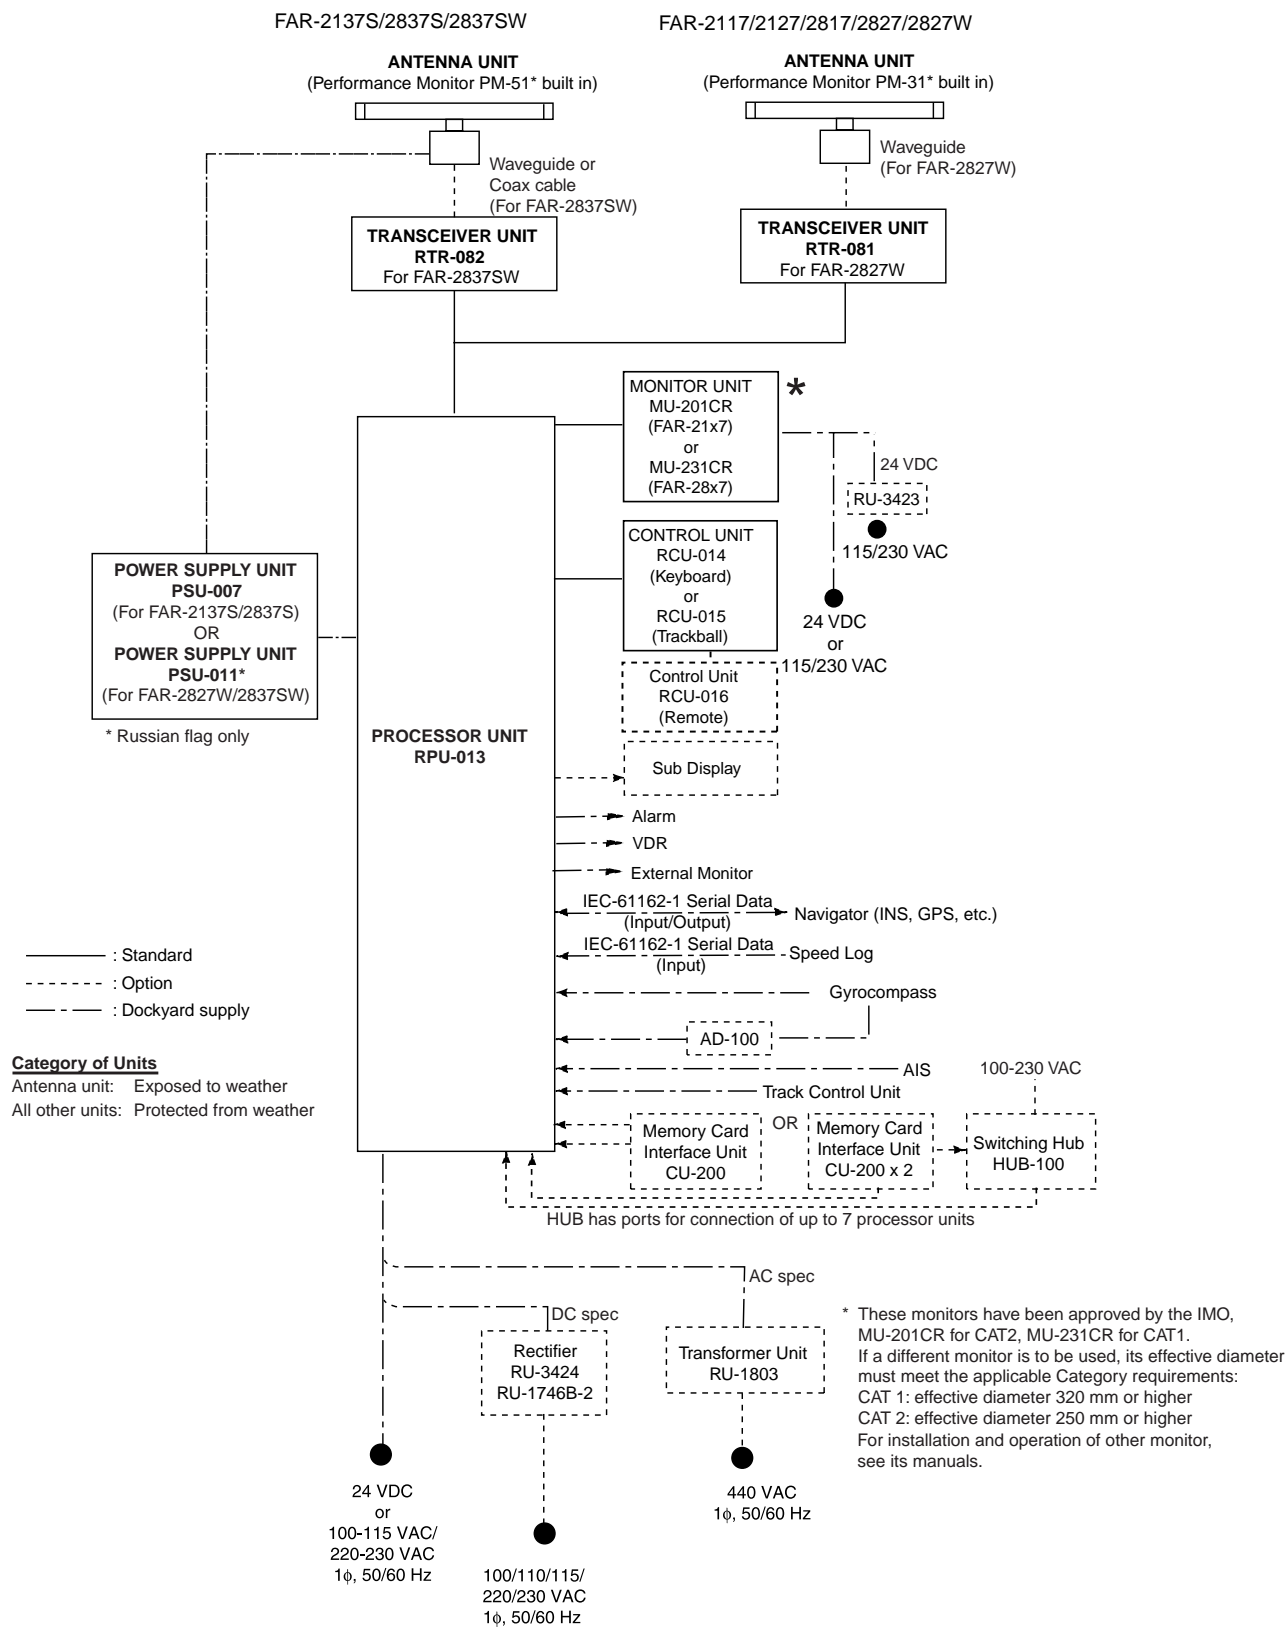 FAR-2137S/2837S/2837SW
FAR-2117/2127/2817/2827/2827W
ANTENNA UNIT
(Performance Monitor PM-51* built in)
ANTENNA UNIT
(Performance Monitor PM-31* built in)
Waveguide or
Coax cable
(For FAR-2837SW)
Waveguide
(For FAR-2827W)
TRANSCEIVER UNIT
RTR-082
For FAR-2837SW
TRANSCEIVER UNIT
RTR-081
For FAR-2827W
MONITOR UNIT
MU-201CR
(FAR-21x7)
or
MU-231CR
(FAR-28x7)
*
24 VDC
RU-3423
115/230 VAC
24 VDC
or
115/230 VAC
CONTROL UNIT
RCU-014
(Keyboard)
or
RCU-015
(Trackball)
Control Unit
RCU-016
(Remote)
POWER SUPPLY UNIT
PSU-007
(For FAR-2137S/2837S)
OR
POWER SUPPLY UNIT
PSU-011*
(For FAR-2827W/2837SW)
* Russian flag only
PROCESSOR UNIT
RPU-013
Sub Display
Alarm
VDR
External Monitor
IEC-61162-1 Serial Data
(Input/Output)
Navigator (INS, GPS, etc.)
IEC-61162-1 Serial Data
(Input)
Speed Log
Gyrocompass
AD-100
AIS
Track Control Unit
100-230 VAC
Memory Card
Interface Unit
CU-200
OR
Memory Card
Interface Unit
CU-200 x 2
Switching Hub
HUB-100
HUB has ports for connection of up to 7 processor units
: Standard
: Option
: Dockyard supply
Category of Units
Antenna unit: Exposed to weather
All other units: Protected from weather
AC spec
DC spec
Rectifier
RU-3424
RU-1746B-2
Transformer Unit
RU-1803
24 VDC
or
100-115 VAC/
220-230 VAC
1ϕ, 50/60 Hz
100/110/115/
220/230 VAC
1ϕ, 50/60 Hz
440 VAC
1ϕ, 50/60 Hz
* These monitors have been approved by the IMO,
MU-201CR for CAT2, MU-231CR for CAT1.
If a different monitor is to be used, its effective diameter
must meet the applicable Category requirements:
CAT 1: effective diameter 320 mm or higher
CAT 2: effective diameter 250 mm or higher
For installation and operation of other monitor,
see its manuals.